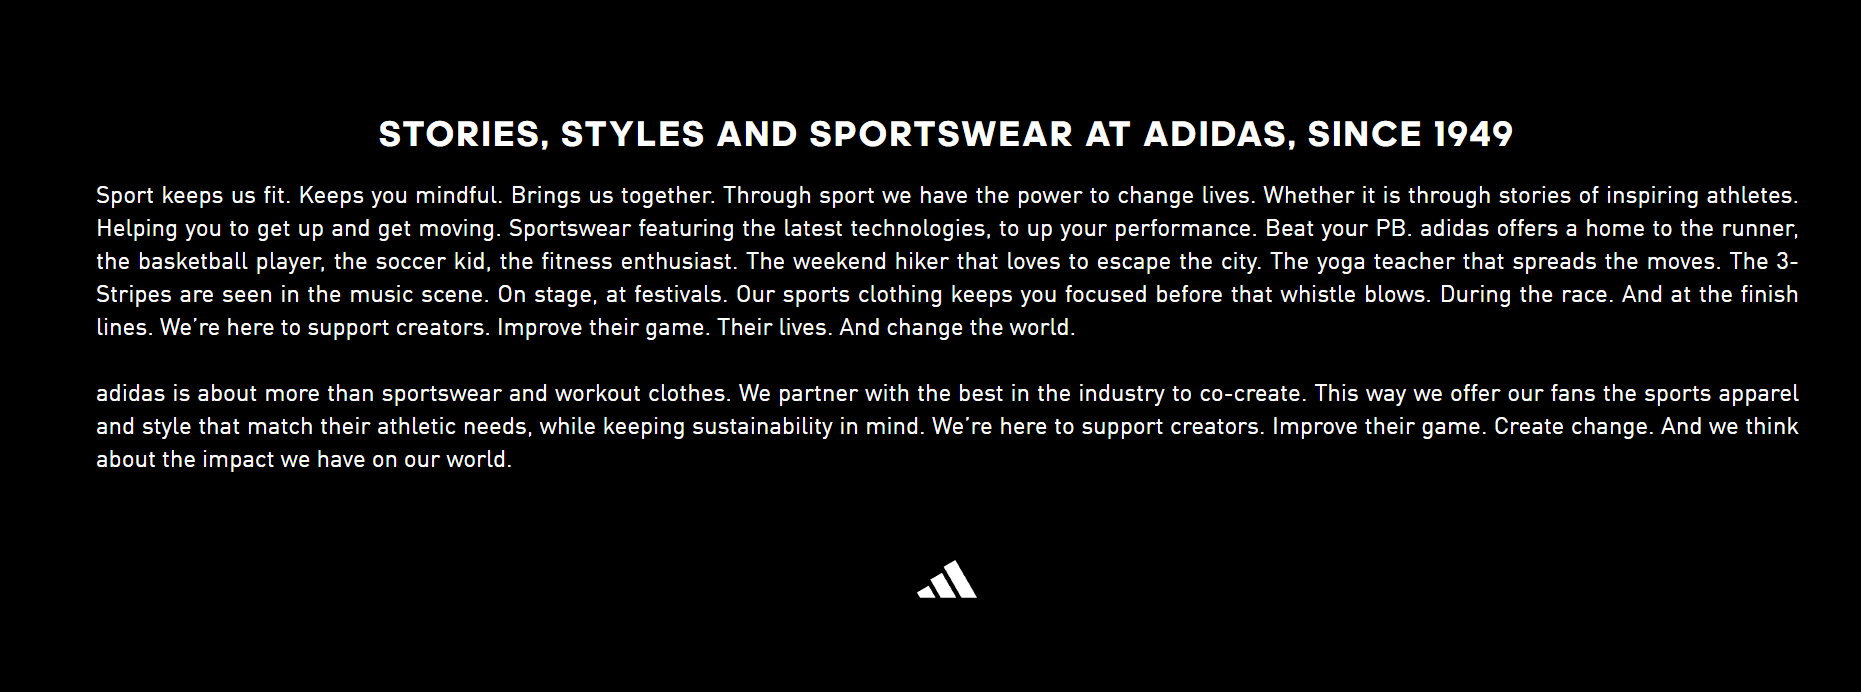 STORIES, STYLES AND SPORTSWEAR AT ADIDAS, SINCE 1949
Sport keeps us fit. Keeps you mindful. Brings us together. Through sport we have the power to change lives. Whether it is through stories of inspiring athletes.
Helping you to get up and get moving. Sportswear featuring the latest technologies, to up your performance. Beat your PB. adidas offers a home to the runner,
the basketball player, the soccer kid, the fitness enthusiast. The weekend hiker that loves to escape the city. The yoga teacher that spreads the moves. The 3-
Stripes are seen in the music scene. On stage, at festivals. Our sports clothing keeps you focused before that whistle blows. During the race. And at the finish
lines. We’re here to support creators. Improve their game. Their lives. And change the world.
adidas is about more than sportswear and workout clothes. We partner with the best in the industry to co-create. This way we offer our fans the sports apparel
and style that match their athletic needs, while keeping sustainability in mind. We’re here to support creators. Improve their game. Create change. And we think
about the impact we have on our world.